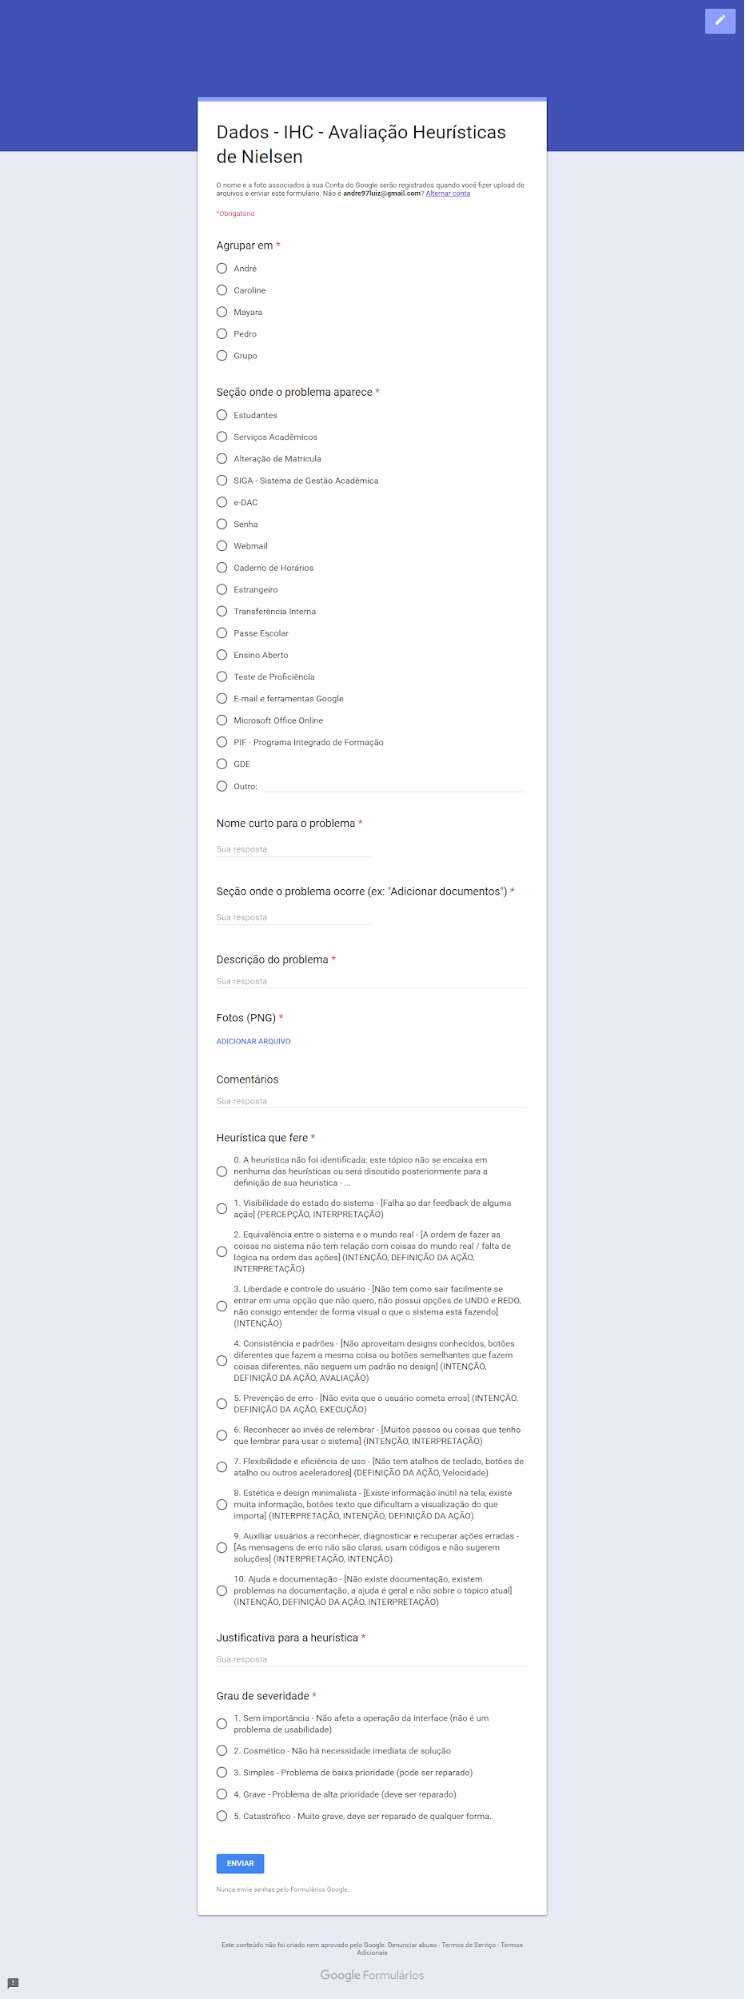 Dados - IHC - Avaliação Heurísticas
de Nielsen
O nome e a foto associados à sua Conta do Google serão registrados quando você fizer upload de
arquivos e enviar este formulário. Não é andre97luiz@gmail.com? Alternar conta
*Obrigatório
Agrupar em *
André
Caroline
Mayara
Pedro
Grupo
Seção onde o problema aparece *
Estudantes
Serviços Acadêmicos
Alteração de Matrícula
SIGA - Sistema de Gestão Acadêmica
e-DAC
Senha
Webmail
Caderno de Horários
Estrangeiro
Transferência Interna
Passe Escolar
Ensino Aberto
Teste de Proficiência
E-mail e ferramentas Google
Microsoft Office Online
PIF - Programa Integrado de Formação
GDE
Outro:
Nome curto para o problema *
Sua resposta
Seção onde o problema ocorre (ex: "Adicionar documentos") *
Sua resposta
Descrição do problema *
Sua resposta
Fotos (PNG) *
ADICIONAR ARQUIVO
Comentários
Sua resposta
Heurística que fere *
0. A heurística não foi identificada: este tópico não se encaixa em
nenhuma das heurísticas ou será discutido posteriormente para a
definição de sua heurística - ...
1. Visibilidade do estado do sistema - [Falha ao dar feedback de alguma
ação] (PERCEPÇÃO, INTERPRETAÇÃO)
2. Equivalência entre o sistema e o mundo real - [A ordem de fazer as
coisas no sistema não tem relação com coisas do mundo real / falta de
lógica na ordem das ações] (INTENÇÃO, DEFINIÇÃO DA AÇÃO,
INTERPRETAÇÃO)
3. Liberdade e controle do usuário - [Não tem como sair facilmente se
entrar em uma opção que não quero, não possui opções de UNDO e REDO,
não consigo entender de forma visual o que o sistema está fazendo]
(INTENÇÃO)
4. Consistência e padrões - [Não aproveitam designs conhecidos, botões
diferentes que fazem a mesma coisa ou botões semelhantes que fazem
coisas diferentes, não seguem um padrão no design] (INTENÇÃO,
DEFINIÇÃO DA AÇÃO, AVALIAÇÃO)
5. Prevenção de erro - [Não evita que o usuário cometa erros] (INTENÇÃO,
DEFINIÇÃO DA AÇÃO, EXECUÇÃO)
6. Reconhecer ao invés de relembrar - [Muitos passos ou coisas que tenho
que lembrar para usar o sistema] (INTENÇÃO, INTERPRETAÇÃO)
7. Flexibilidade e eficiência de uso - [Não tem atalhos de teclado, botões de
atalho ou outros aceleradores] (DEFINIÇÃO DA AÇÃO, Velocidade)
8. Estética e design minimalista - [Existe informação inútil na tela, existe
muita informação, botões texto que dificultam a visualização do que
importa] (INTERPRETAÇÃO, INTENÇÃO, DEFINIÇÃO DA AÇÃO)
9. Auxiliar usuários a reconhecer, diagnosticar e recuperar ações erradas -
[As mensagens de erro não são claras, usam códigos e não sugerem
soluções] (INTERPRETAÇÃO, INTENÇÃO)
10. Ajuda e documentação - [Não existe documentação, existem
problemas na documentação, a ajuda é geral e não sobre o tópico atual]
(INTENÇÃO, DEFINIÇÃO DA AÇÃO, INTERPRETAÇÃO)
Justificativa para a heurística *
Sua resposta
Grau de severidade *
1. Sem importância - Não afeta a operação da interface (não é um
problema de usabilidade)
2. Cosmético - Não há necessidade imediata de solução
3. Simples - Problema de baixa prioridade (pode ser reparado)
4. Grave - Problema de alta prioridade (deve ser reparado)
5. Catastrófico - Muito grave, deve ser reparado de qualquer forma.
ENVIAR
Nunca envie senhas pelo Formulários Google.
Este conteúdo não foi criado nem aprovado pelo Google. Denunciar abuso - Termos de Serviço - Termos
Adicionais
Google Formulários